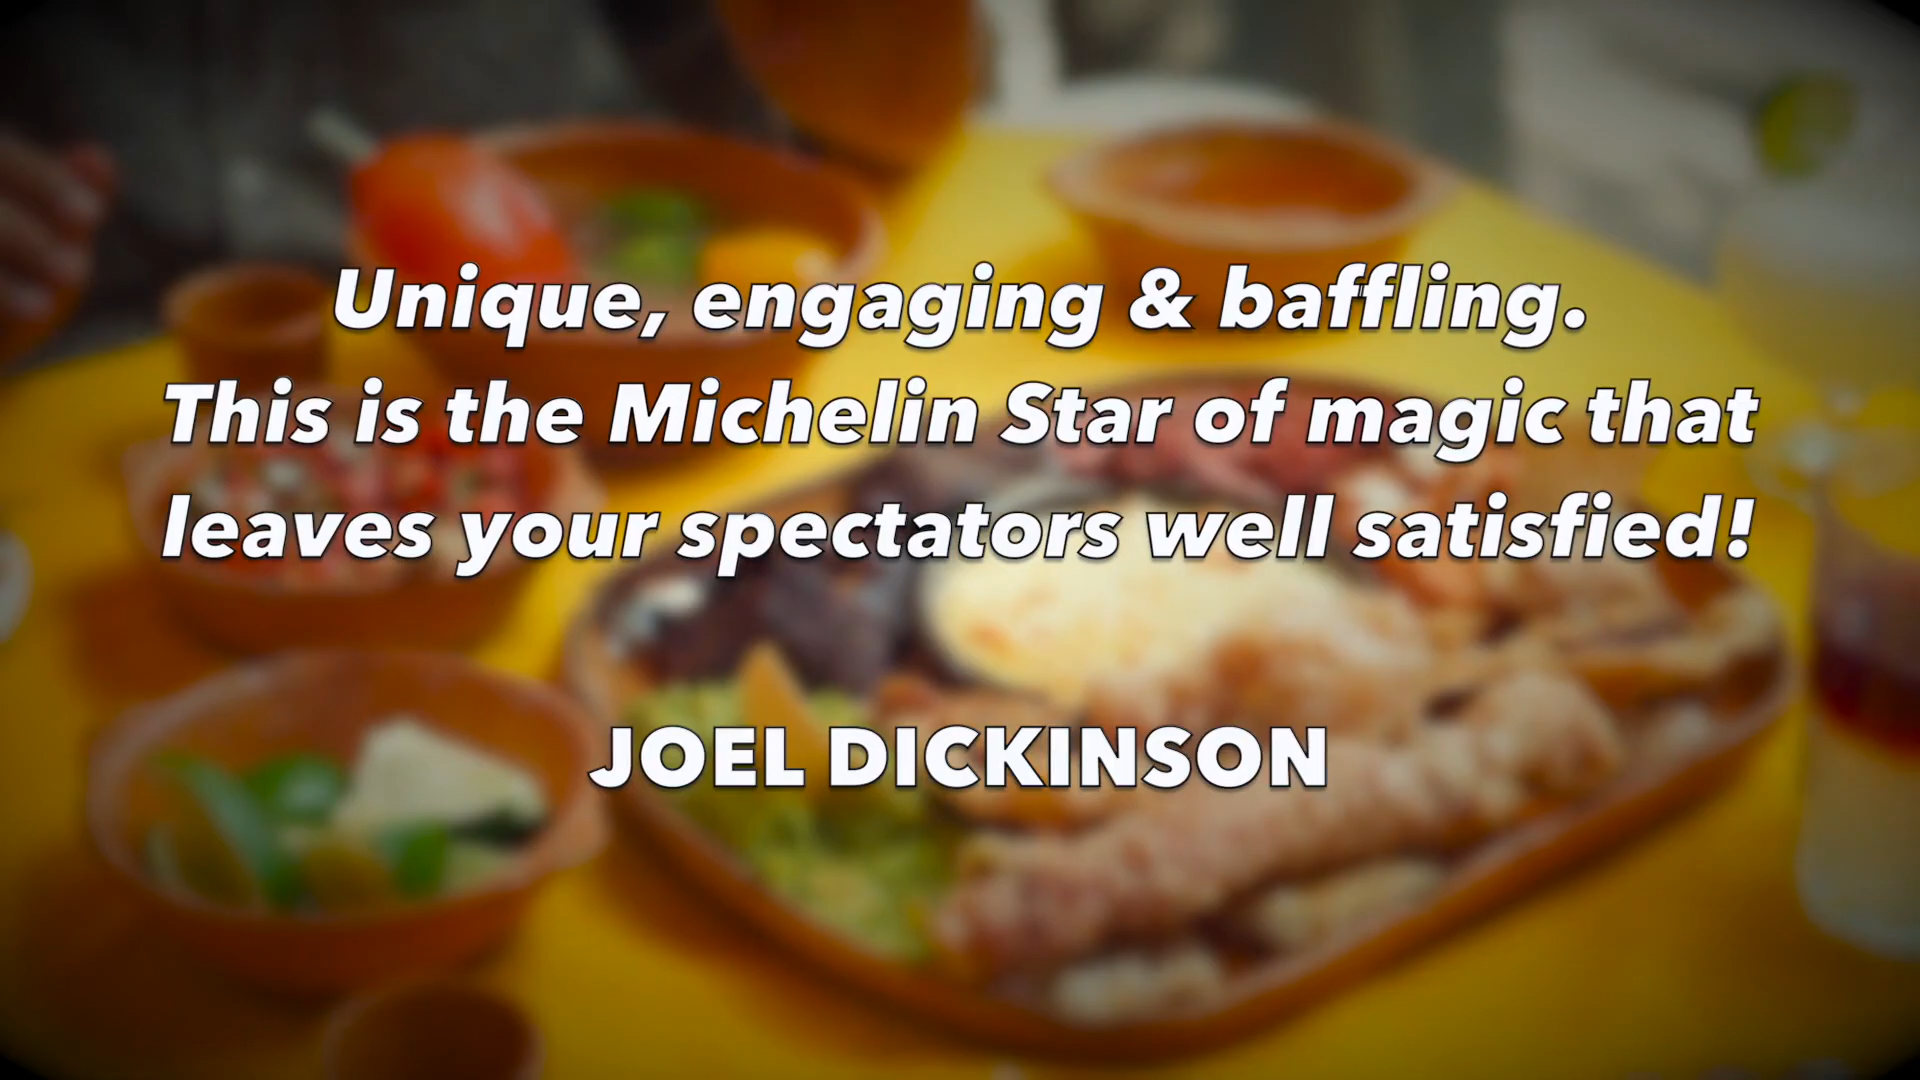 Unique, engaging & baffling.
This is the Michelin Star of magic that
leaves your spectators well satisfied!
JOEL DICKINSON